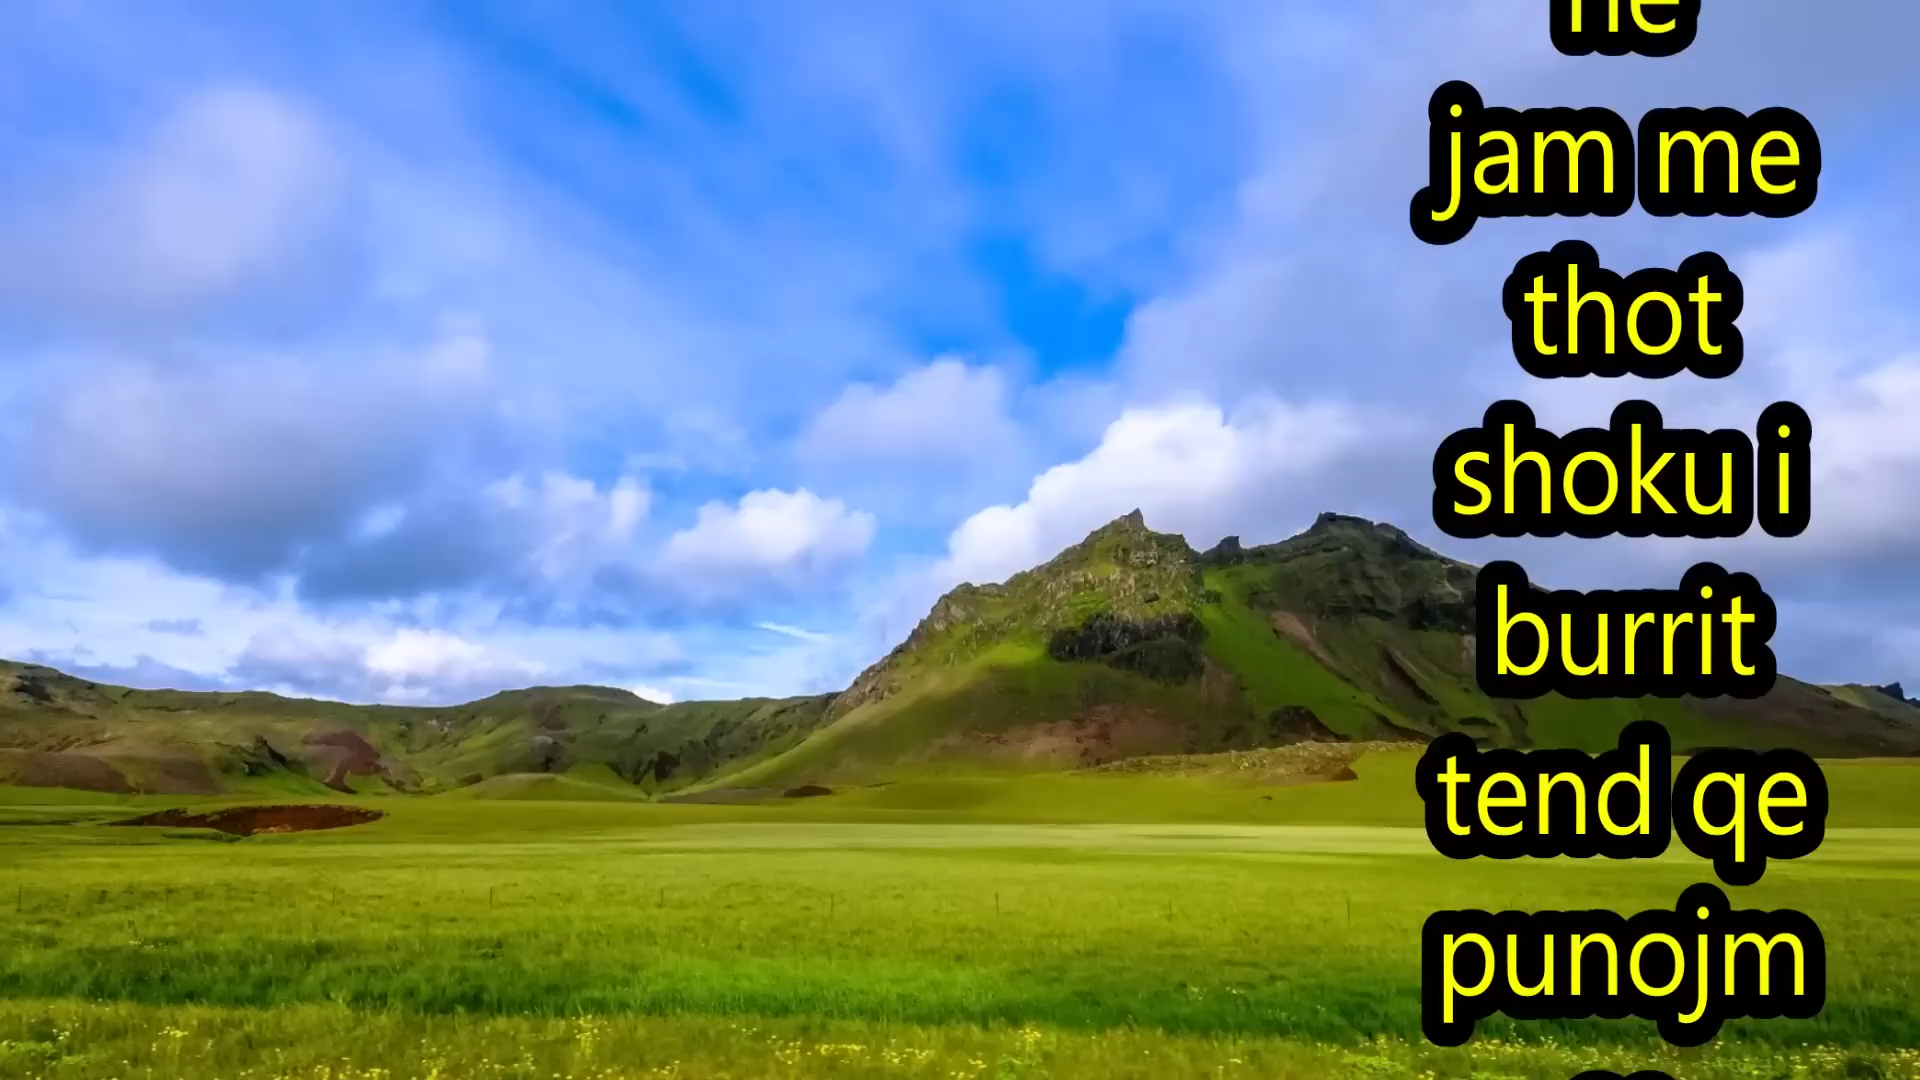 jam me
thot
shoku i
burrit
tend qe
punojm